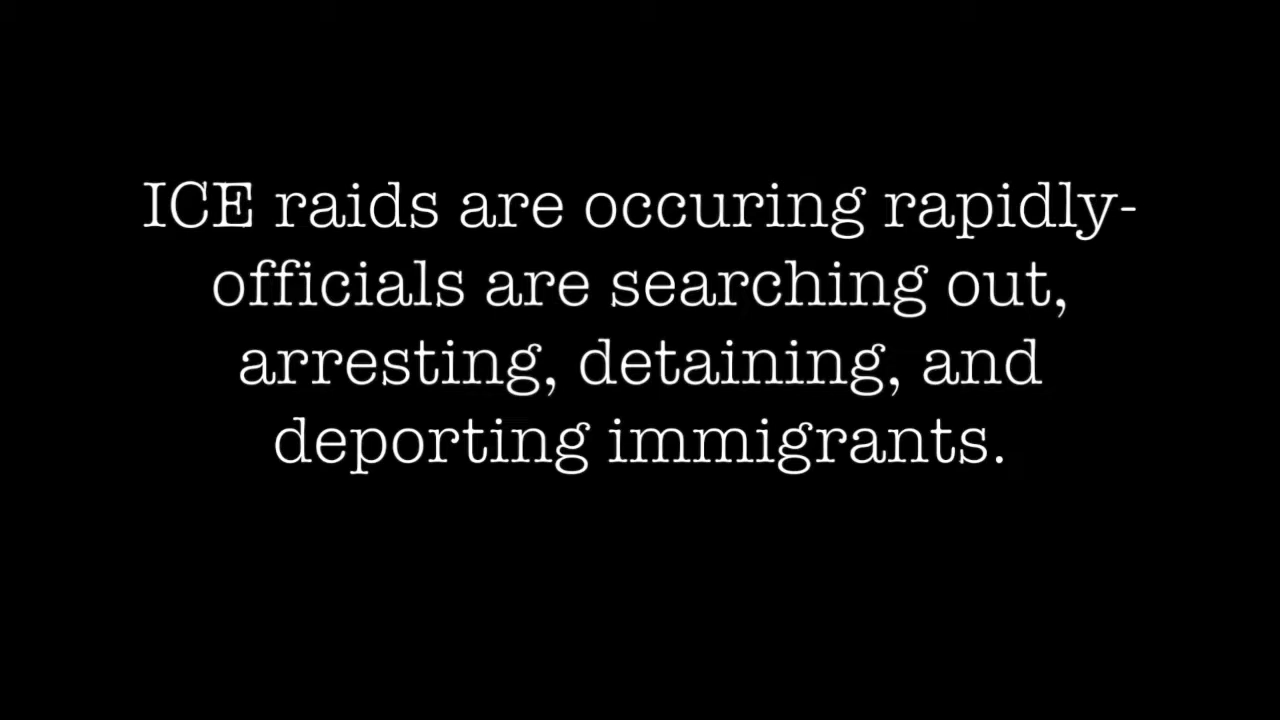 ICE raids are occuring rapidly-
officials are searching out,
arresting, detaining, and
deporting immigrants.